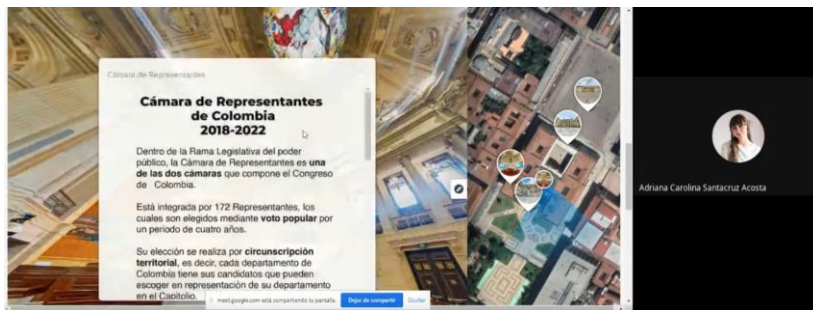 Cámara de Representantes
Cámara de Representantes
de Colombia
2018-2022
Dentro de la Rama Legislativa del poder
público, la Cámara de Representantes es una
de las dos cámaras que compone el Congreso
de Colombia.
Está integrada por 172 Representantes, los
cuales son elegidos mediante voto popular por
un periodo de cuatro años.
Su elección se realiza por circunscripción
territorial, es decir, cada departamento de
Colombia tiene sus candidatos que pueden
escoger en representación de su departamento
en el Capitolio.
meet.google.com está compartiendo tu pantalla.
Dejar de compartir
Ocultar
Adriana Carolina Santacruz Acosta